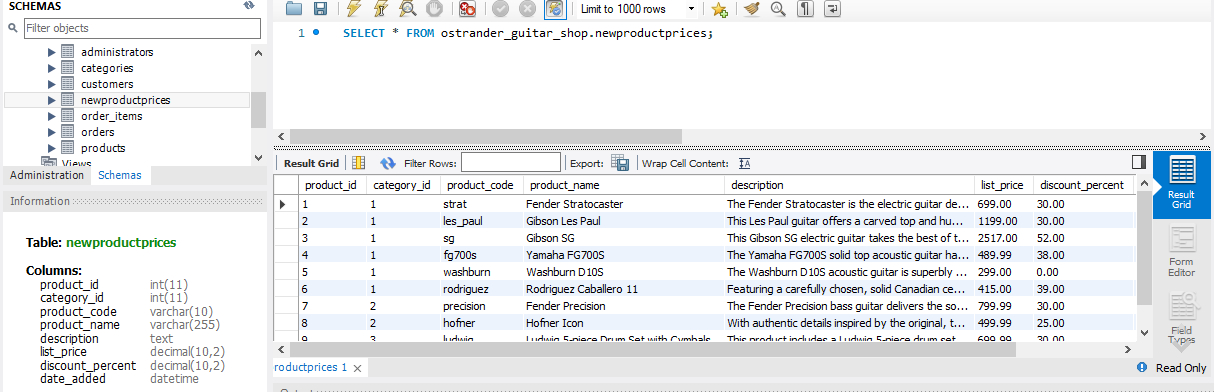 SCHEMAS
Filter objects
administrators
categories
customers
newproductprices
order_items
orders
products
Views
Administration Schemas
Information
Table: newproductprices
Columns:
product_id int(11)
category_id int(11)
product_code varchar(10)
product_name varchar(255)
description text
list_price decimal(10,2)
discount_percent decimal(10,2)
date_added datetime
Limit to 1000 rows
1 SELECT * FROM ostrander_guitar_shop.newproductprices;
Result Grid Filter Rows: Export: Wrap Cell Content:
product_id category_id product_code product_name description list_price discount_percent
1 1 strat Fender Stratocaster The Fender Stratocaster is the electric guitar de... 699.00 30.00
2 1 les_paul Gibson Les Paul This Les Paul guitar offers a carved top and hu... 1199.00 30.00
3 1 sg Gibson SG This Gibson SG electric guitar takes the best of t... 2517.00 52.00
4 1 fg700s Yamaha FG700S The Yamaha FG700S solid top acoustic guitar ha... 489.99 38.00
5 1 washburn Washburn D10S The Washburn D10S acoustic guitar is superbly ... 299.00 0.00
6 1 rodriguez Rodriguez Caballero 11 Featuring a carefully chosen, solid Canadian ce... 415.00 39.00
7 2 precision Fender Precision The Fender Precision bass guitar delivers the so... 799.99 30.00
8 2 hofner Hofner Icon With authentic details inspired by the original, t... 499.99 25.00
9 3 ludwig Ludwig 5-piece Drum Set with Cymbals This product includes a Ludwig 5-piece drum set... 699.99 30.00
Result
Grid
Form
Editor
Field
Types
roductprices 1
Read Only